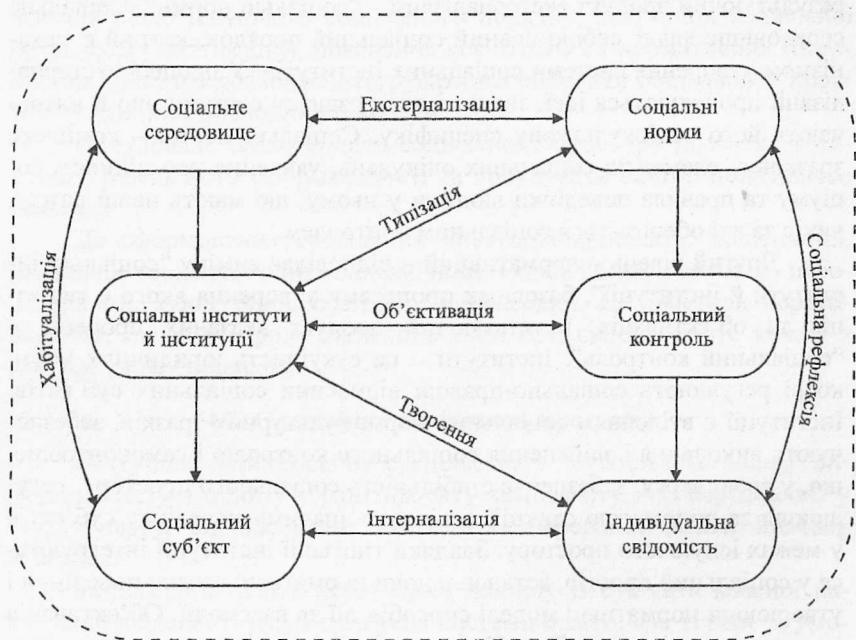 Соціальне
середовище
Екстерналізація
Соціальні
норми
Типізація
Хабітуалізація
Соціальна рефлексія
Соціальні інститути
й інституції
Об’єктивація
Соціальний
контроль
Творення
Соціальний
суб’єкт
Інтерналізація
Індивідуальна
свідомість